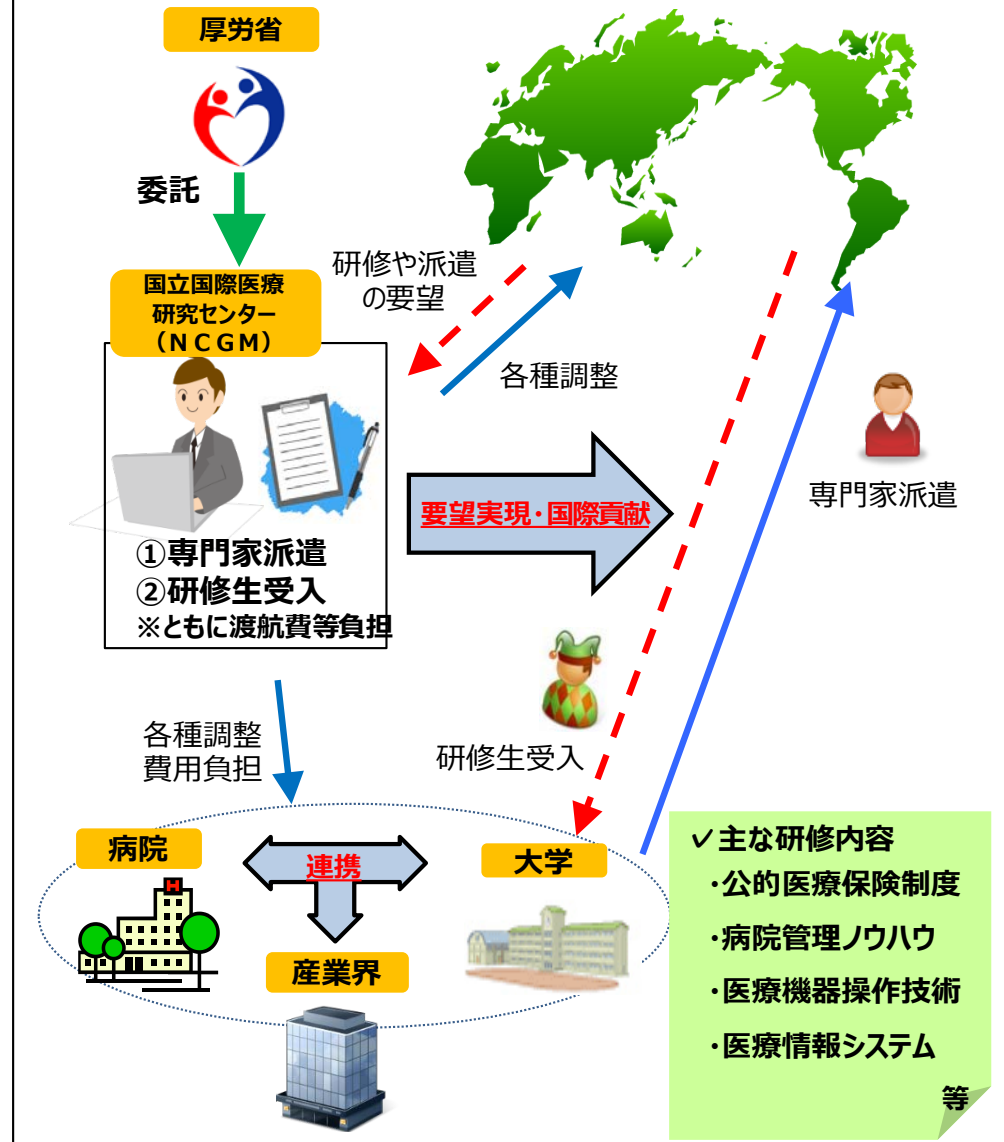 厚労省
委託
国立国際医療
研究センター
（ＮＣＧＭ）
研修や派遣
の要望
各種調整
①専門家派遣
②研修生受入
※ともに渡航費等負担
要望実現・国際貢献
専門家派遣
研修生受入
各種調整
費用負担
病院
連携
大学
産業界
H
✓主な研修内容
・公的医療保険制度
・病院管理ノウハウ
・医療機器操作技術
・医療情報システム
等